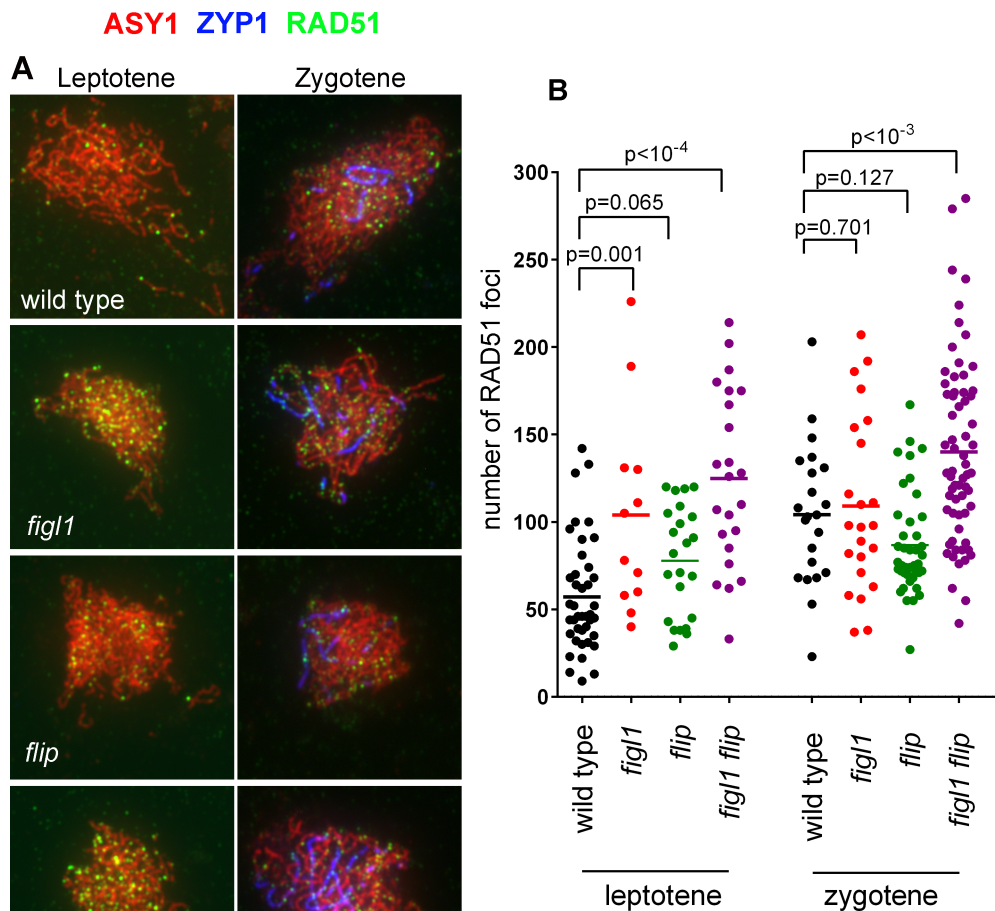 ASY1 ZYP1 RAD51
A
Leptotene
Zygotene
wild type
figl1
flip
B
number of RAD51 foci
300
250
200
150
100
50
0
p<10-4
p=0.065
p=0.001
p<10-3
p=0.127
p=0.701
wild type
figl1
flip
figl1 flip
wild type
figl1
flip
figl1 flip
leptotene
zygotene